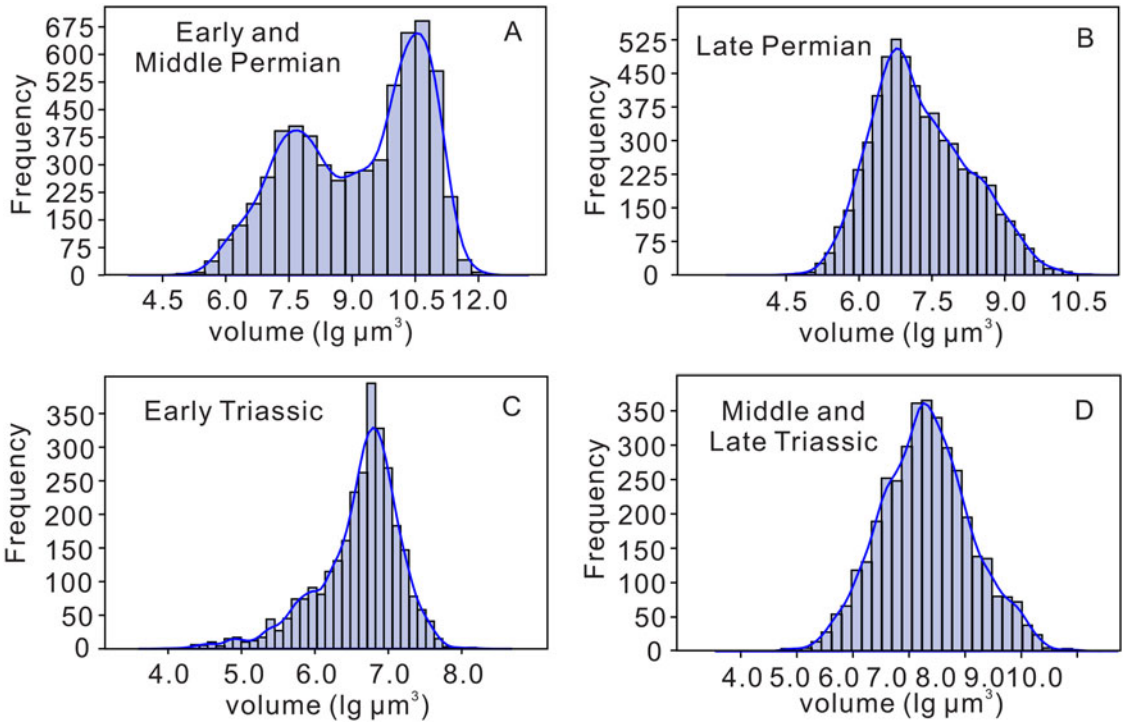 A
Early and
Middle Permian
Frequency
675
600
525
450
375
300
225
150
75
0
4.5 6.0 7.5 9.0 10.5 12.0
volume (lg µm³)
B
Late Permian
Frequency
525
450
375
300
225
150
75
0
4.5 6.0 7.5 9.0 10.5
volume (lg µm³)
C
Early Triassic
Frequency
350
300
250
200
150
100
50
0
4.0 5.0 6.0 7.0 8.0
volume (lg µm³)
D
Middle and
Late Triassic
Frequency
350
300
250
200
150
100
50
0
4.0 5.0 6.0 7.0 8.0 9.0 10.0
volume (lg µm³)